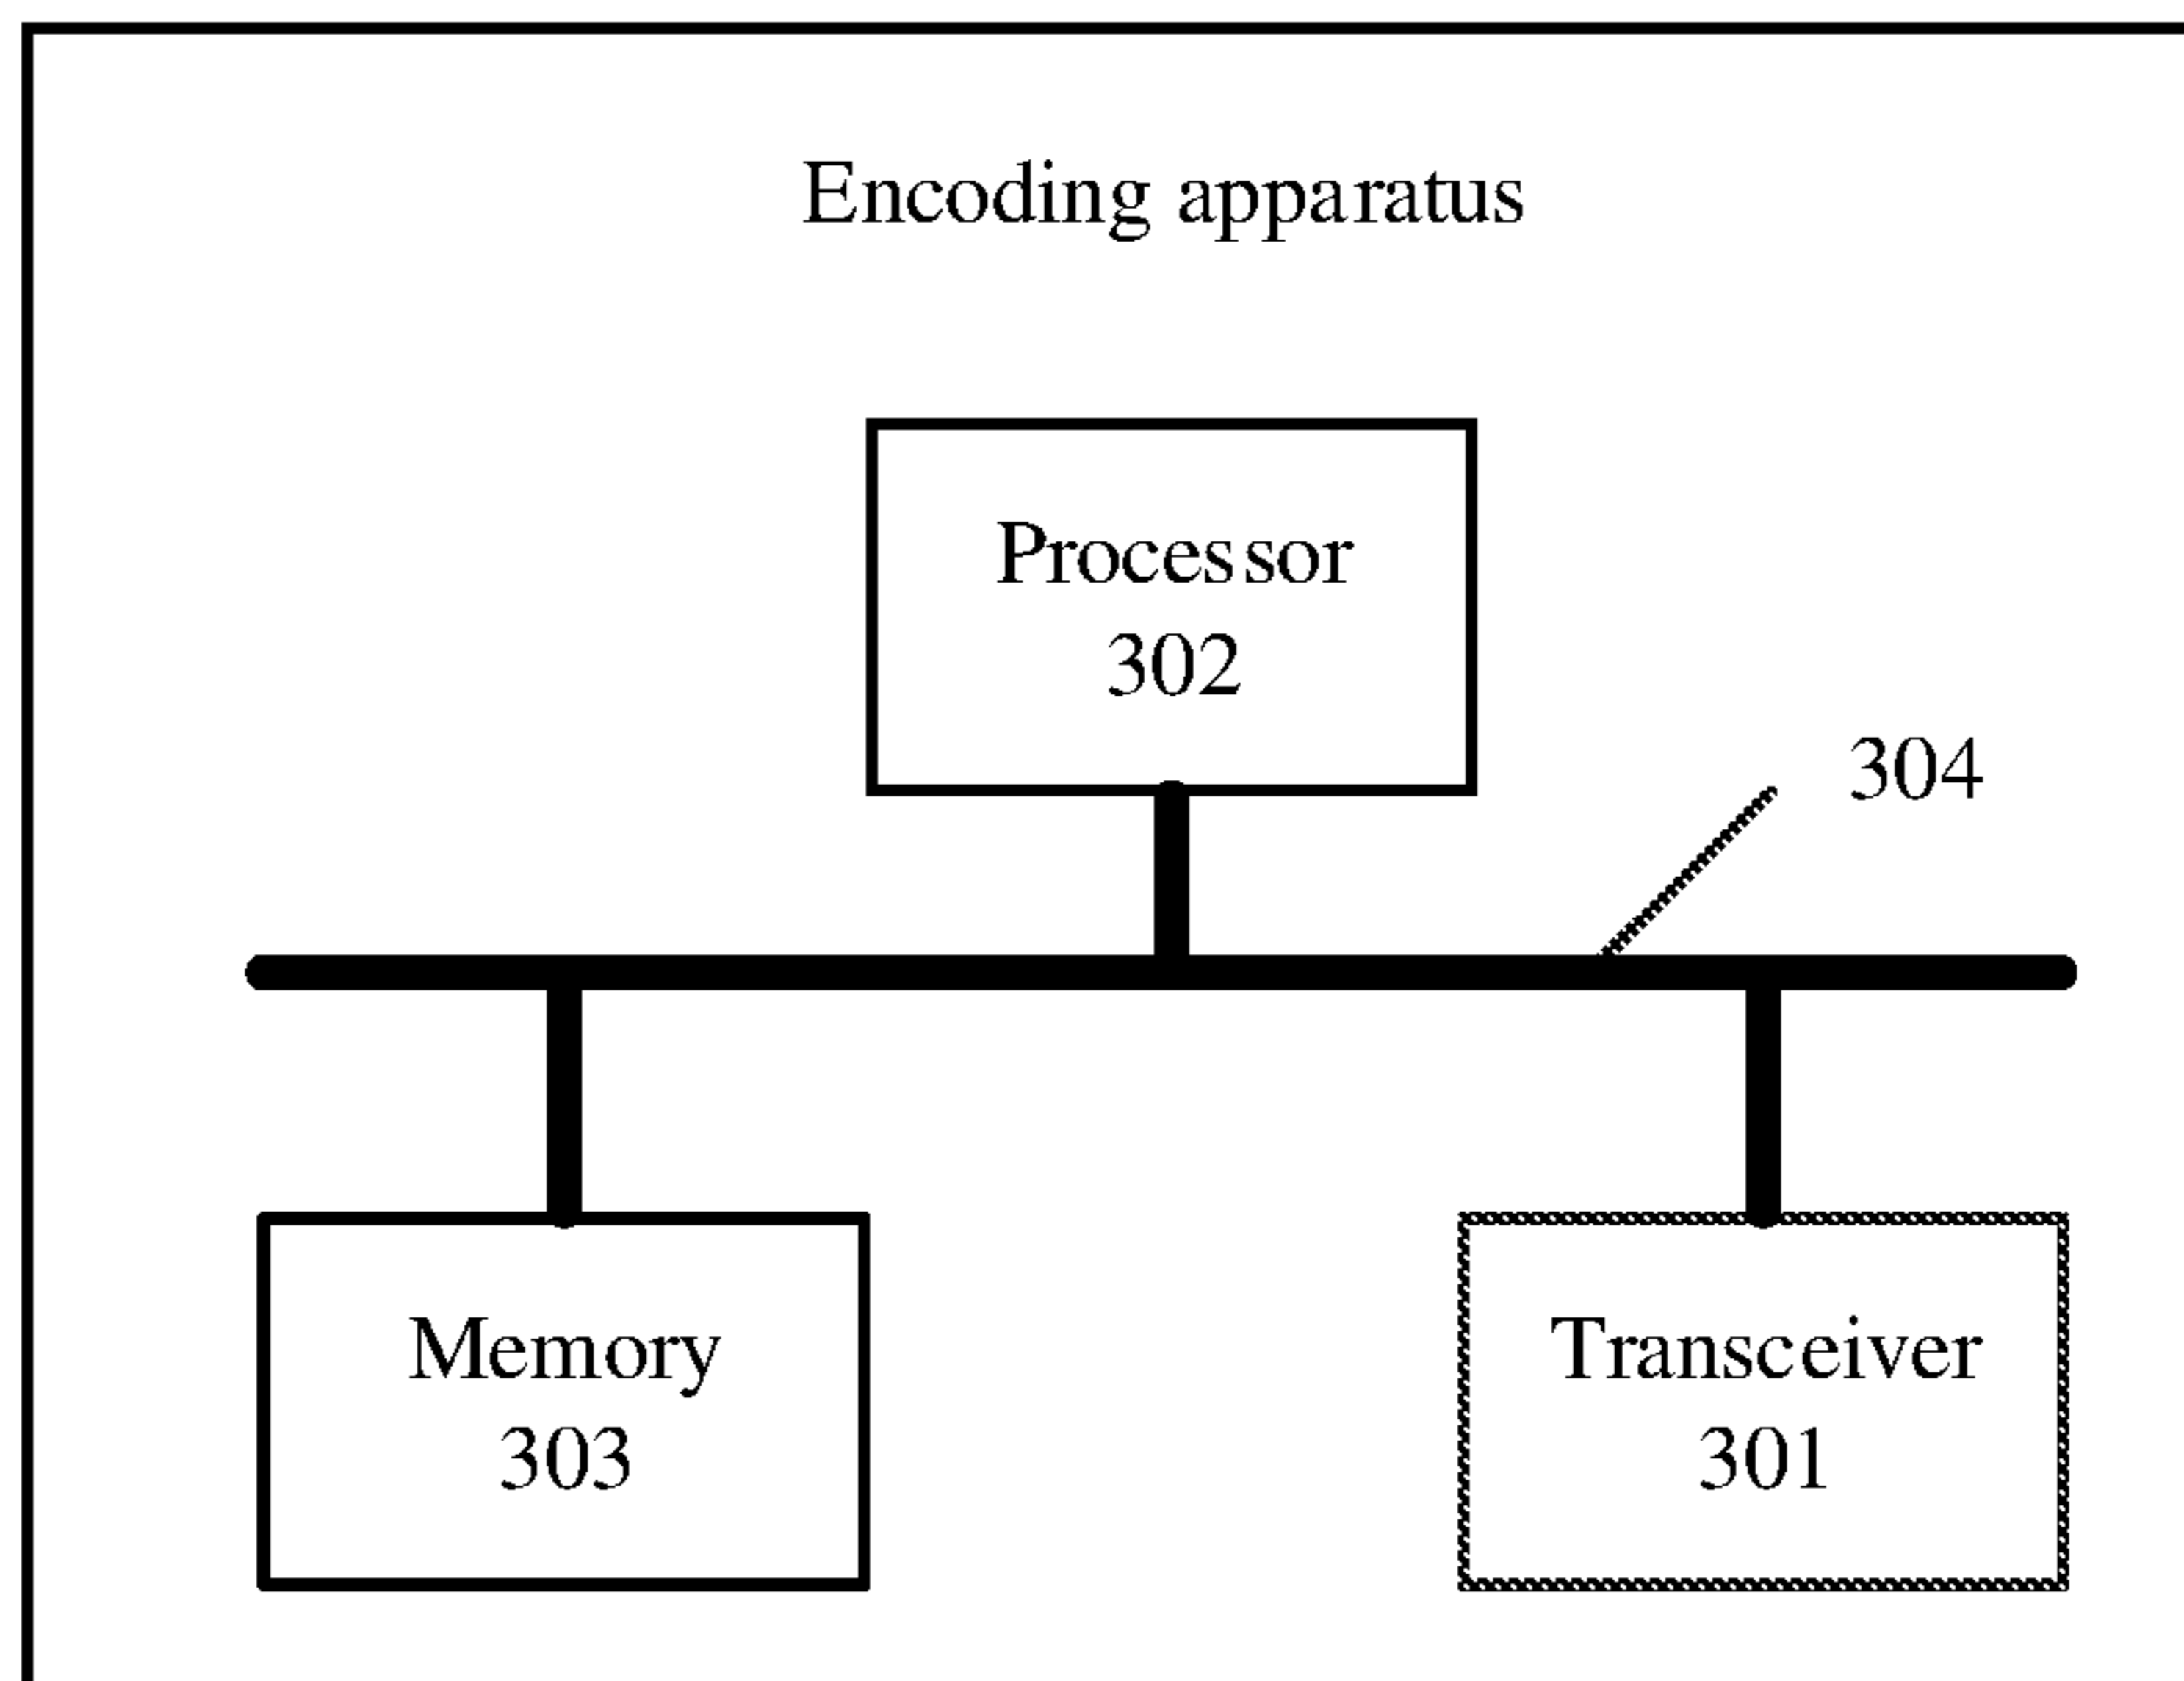 Encoding apparatus
Processor
302
304
Memory
303
Transceiver
301